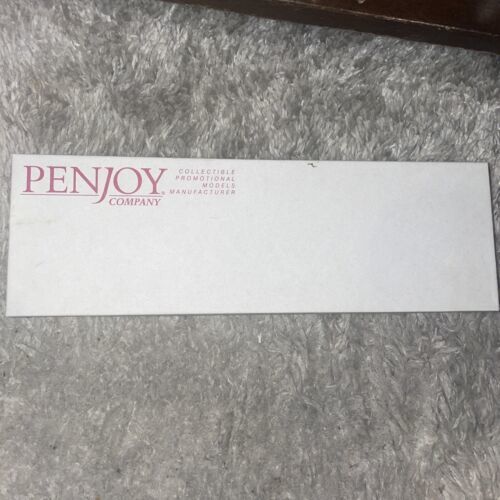 PENJOY®
COMPANY
COLLECTIBLE
PROMOTIONAL
MODELS
MANUFACTURER